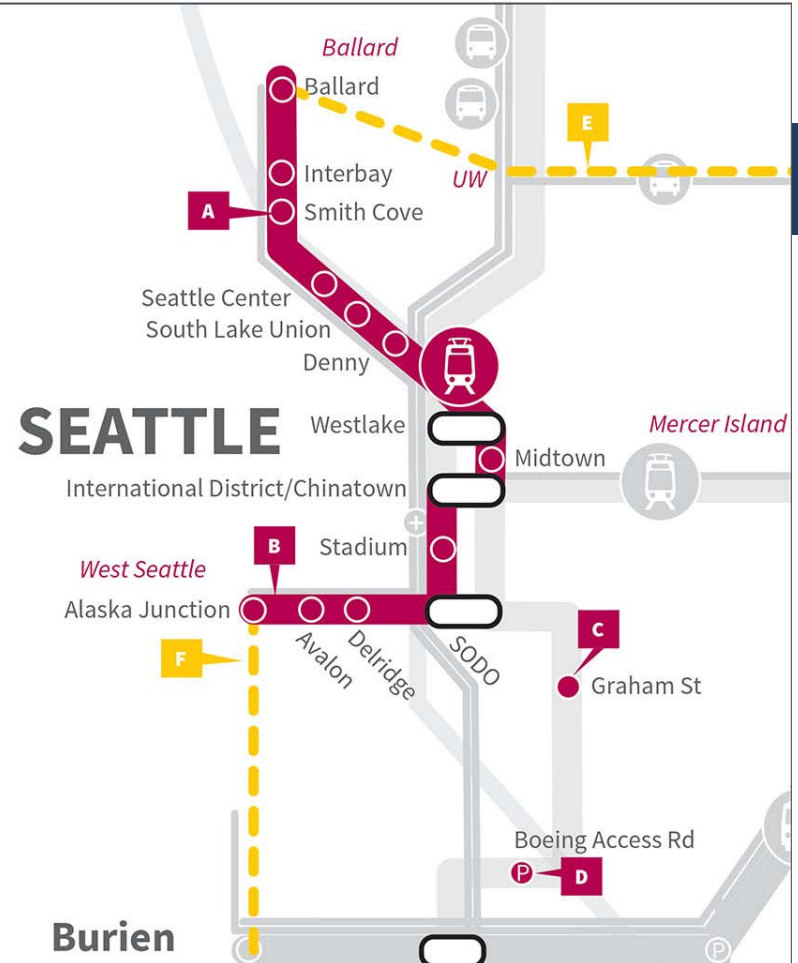 Ballard
Ballard
E
Interbay
UW
A
Smith Cove
Seattle Center
South Lake Union
Denny
SEATTLE
Westlake
Mercer Island
Midtown
International District/Chinatown
B
Stadium
West Seattle
Alaska Junction
C
Avalon
Delridge
SODO
F
Graham St
Boeing Access Rd
P
D
Burien
P